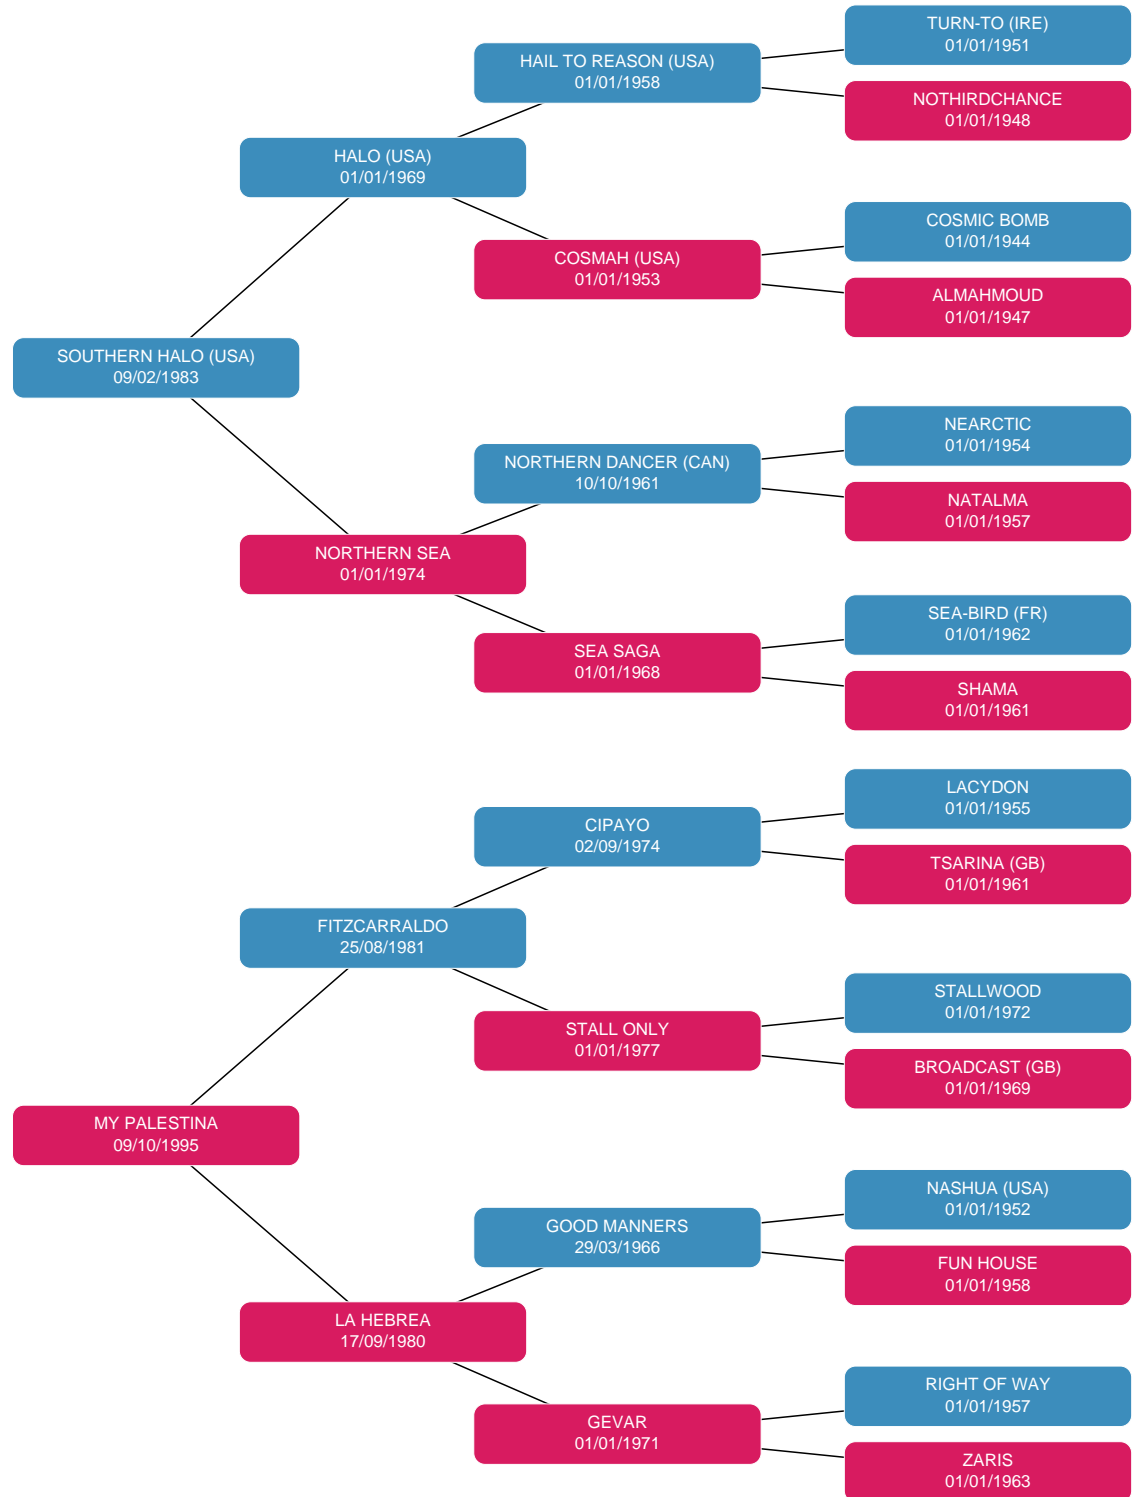 TURN-TO (IRE)
01/01/1951
HAIL TO REASON (USA)
01/01/1958
NOTHIRDCHANCE
01/01/1948
HALO (USA)
01/01/1969
COSMIC BOMB
01/01/1944
COSMAH (USA)
01/01/1953
ALMAHMOUD
01/01/1947
SOUTHERN HALO (USA)
09/02/1983
NEARCTIC
01/01/1954
NORTHERN DANCER (CAN)
10/10/1961
NATALMA
01/01/1957
NORTHERN SEA
01/01/1974
SEA-BIRD (FR)
01/01/1962
SEA SAGA
01/01/1968
SHAMA
01/01/1961
LACYDON
01/01/1955
CIPAYO
02/09/1974
TSARINA (GB)
01/01/1961
FITZCARRALDO
25/08/1981
STALLWOOD
01/01/1972
STALL ONLY
01/01/1977
BROADCAST (GB)
01/01/1969
MY PALESTINA
09/10/1995
NASHUA (USA)
01/01/1952
GOOD MANNERS
29/03/1966
FUN HOUSE
01/01/1958
LA HEBREA
17/09/1980
RIGHT OF WAY
01/01/1957
GEVAR
01/01/1971
ZARIS
01/01/1963